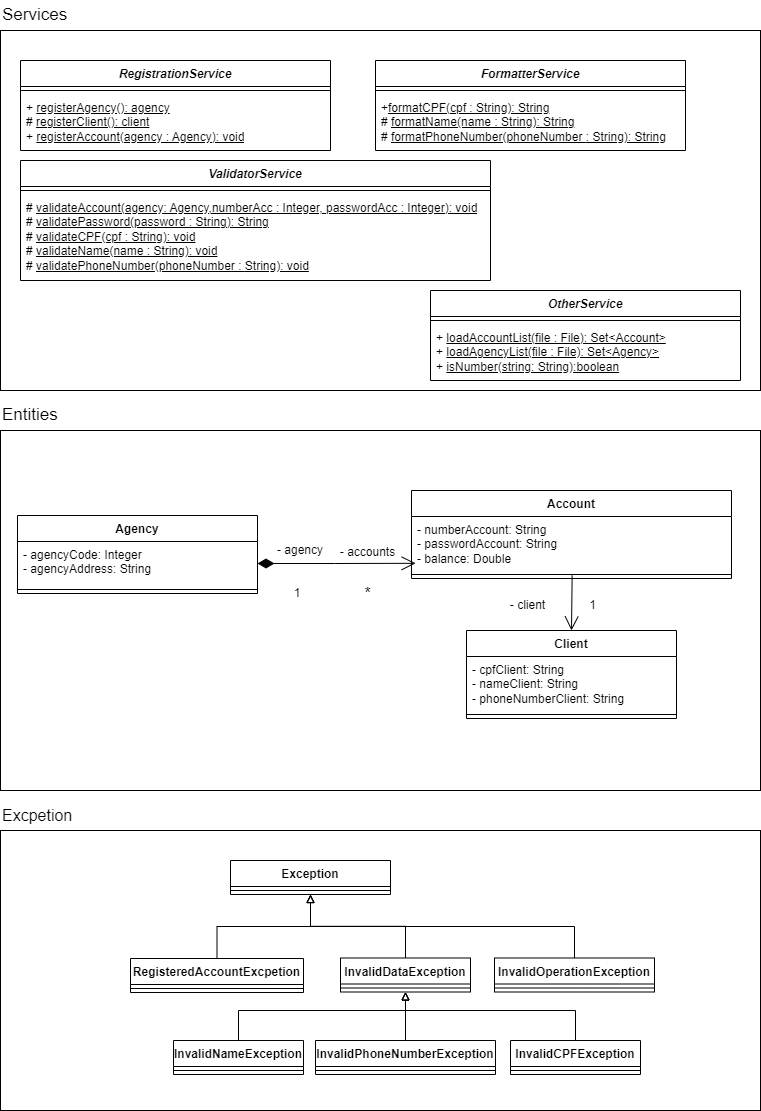 Services
RegistrationService
+ registerAgency(): agency
# registerClient(): client
+ registerAccount(agency : Agency): void
FormatterService
+formatCPF(cpf : String): String
# formatName(name : String): String
# formatPhoneNumber(phoneNumber : String): String
ValidatorService
# validateAccount(agency: Agency,numberAcc : Integer, passwordAcc : Integer): void
# validatePassword(password : String): String
# validateCPF(cpf : String): void
# validateName(name : String): void
# validatePhoneNumber(phoneNumber : String): void
OtherService
+ loadAccountList(file : File): Set<Account>
+ loadAgencyList(file : File): Set<Agency>
+ isNumber(string: String):boolean
Entities
Agency
- agencyCode: Integer
- agencyAddress: String
- agency
- accounts
1
*
Account
- numberAccount: String
- passwordAccount: String
- balance: Double
- client
1
Client
- cpfClient: String
- nameClient: String
- phoneNumberClient: String
Excpetion
Exception
RegisteredAccountExcpetion
InvalidDataException
InvalidOperationException
InvalidNameException
InvalidPhoneNumberException
InvalidCPFException